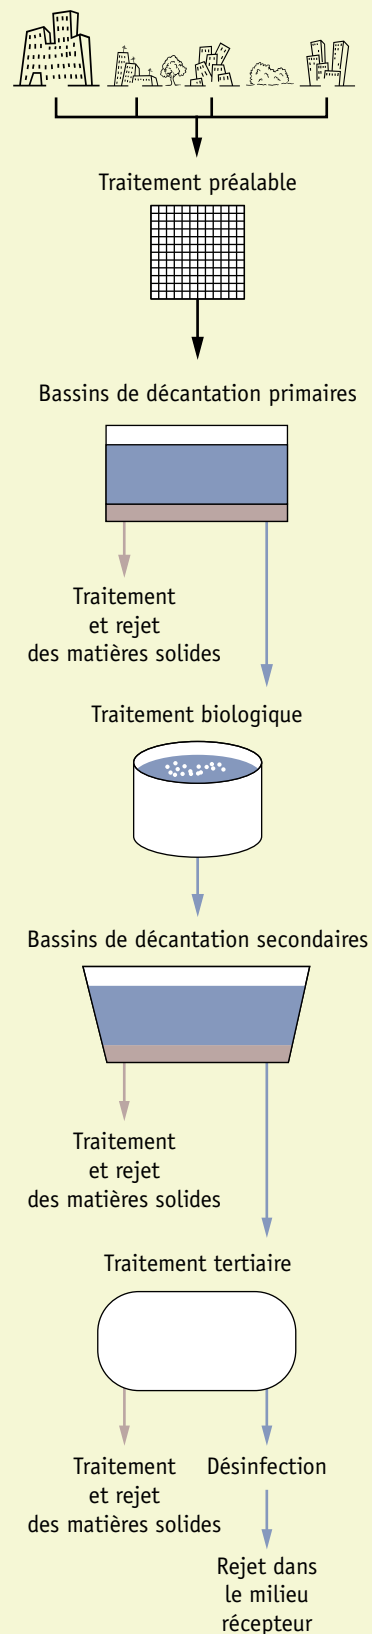 Traitement préalable
Bassins de décantation primaires
Traitement
et rejet
des matières solides
Traitement biologique
Bassins de décantation secondaires
Traitement
et rejet
des matières solides
Traitement tertiaire
Traitement
et rejet
des matières solides
Désinfection
Rejet dans
le milieu
récepteur